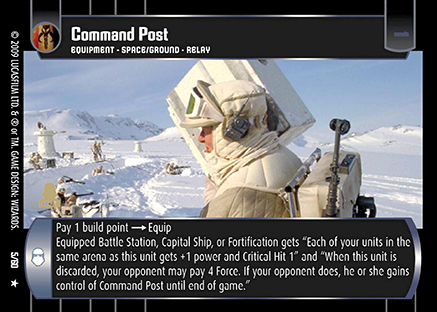 Command Post
EQUIPMENT - SPACE/GROUND - RELAY
Pay 1 build point → Equip
Equipped Battle Station, Capital Ship, or Fortification gets “Each of your units in the
same arena as this unit gets +1 power and Critical Hit 1” and “When this unit is
discarded, your opponent may pay 4 Force. If your opponent does, he or she gains
control of Command Post until end of game.”
© 2009 LUCASFILM LTD. & ® or TM. GAME DESIGN: WIZARDS.
5/60